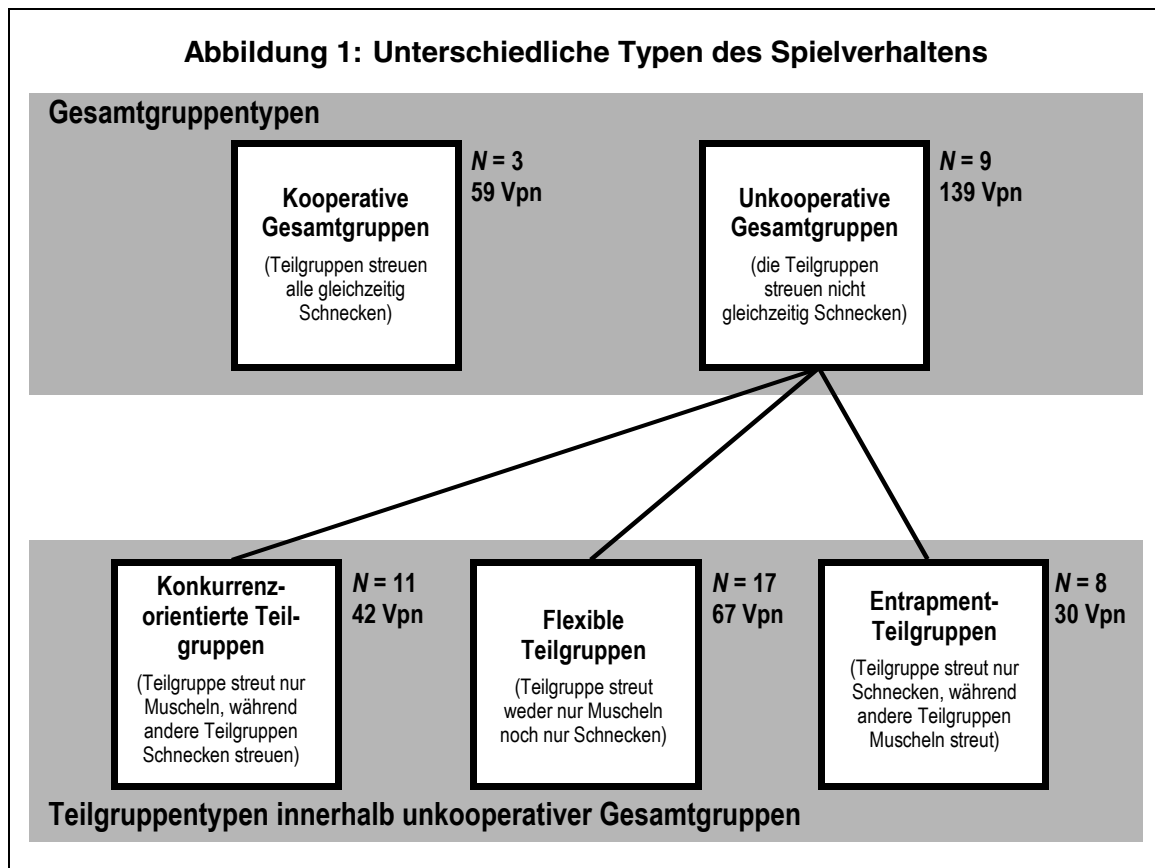 Abbildung 1: Unterschiedliche Typen des Spielverhaltens
Gesamtgruppentypen
Kooperative
Gesamtgruppen
(Teilgruppen streuen
alle gleichzeitig
Schnecken)
N = 3
59 Vpn
Unkooperative
Gesamtgruppen
(die Teilgruppen
streuen nicht
gleichzeitig Schnecken)
N = 9
139 Vpn
Konkurrenz-
orientierte Teil-
gruppen
(Teilgruppe streut nur
Muscheln, während
andere Teilgruppen
Schnecken streuen)
N = 11
42 Vpn
Flexible
Teilgruppen
(Teilgruppe streut
weder nur Muscheln
noch nur Schnecken)
N = 17
67 Vpn
Entrapment-
Teilgruppen
(Teilgruppe streut nur
Schnecken, während
andere Teilgruppen
Muscheln streut)
N = 8
30 Vpn
Teilgruppentypen innerhalb unkooperativer Gesamtgruppen